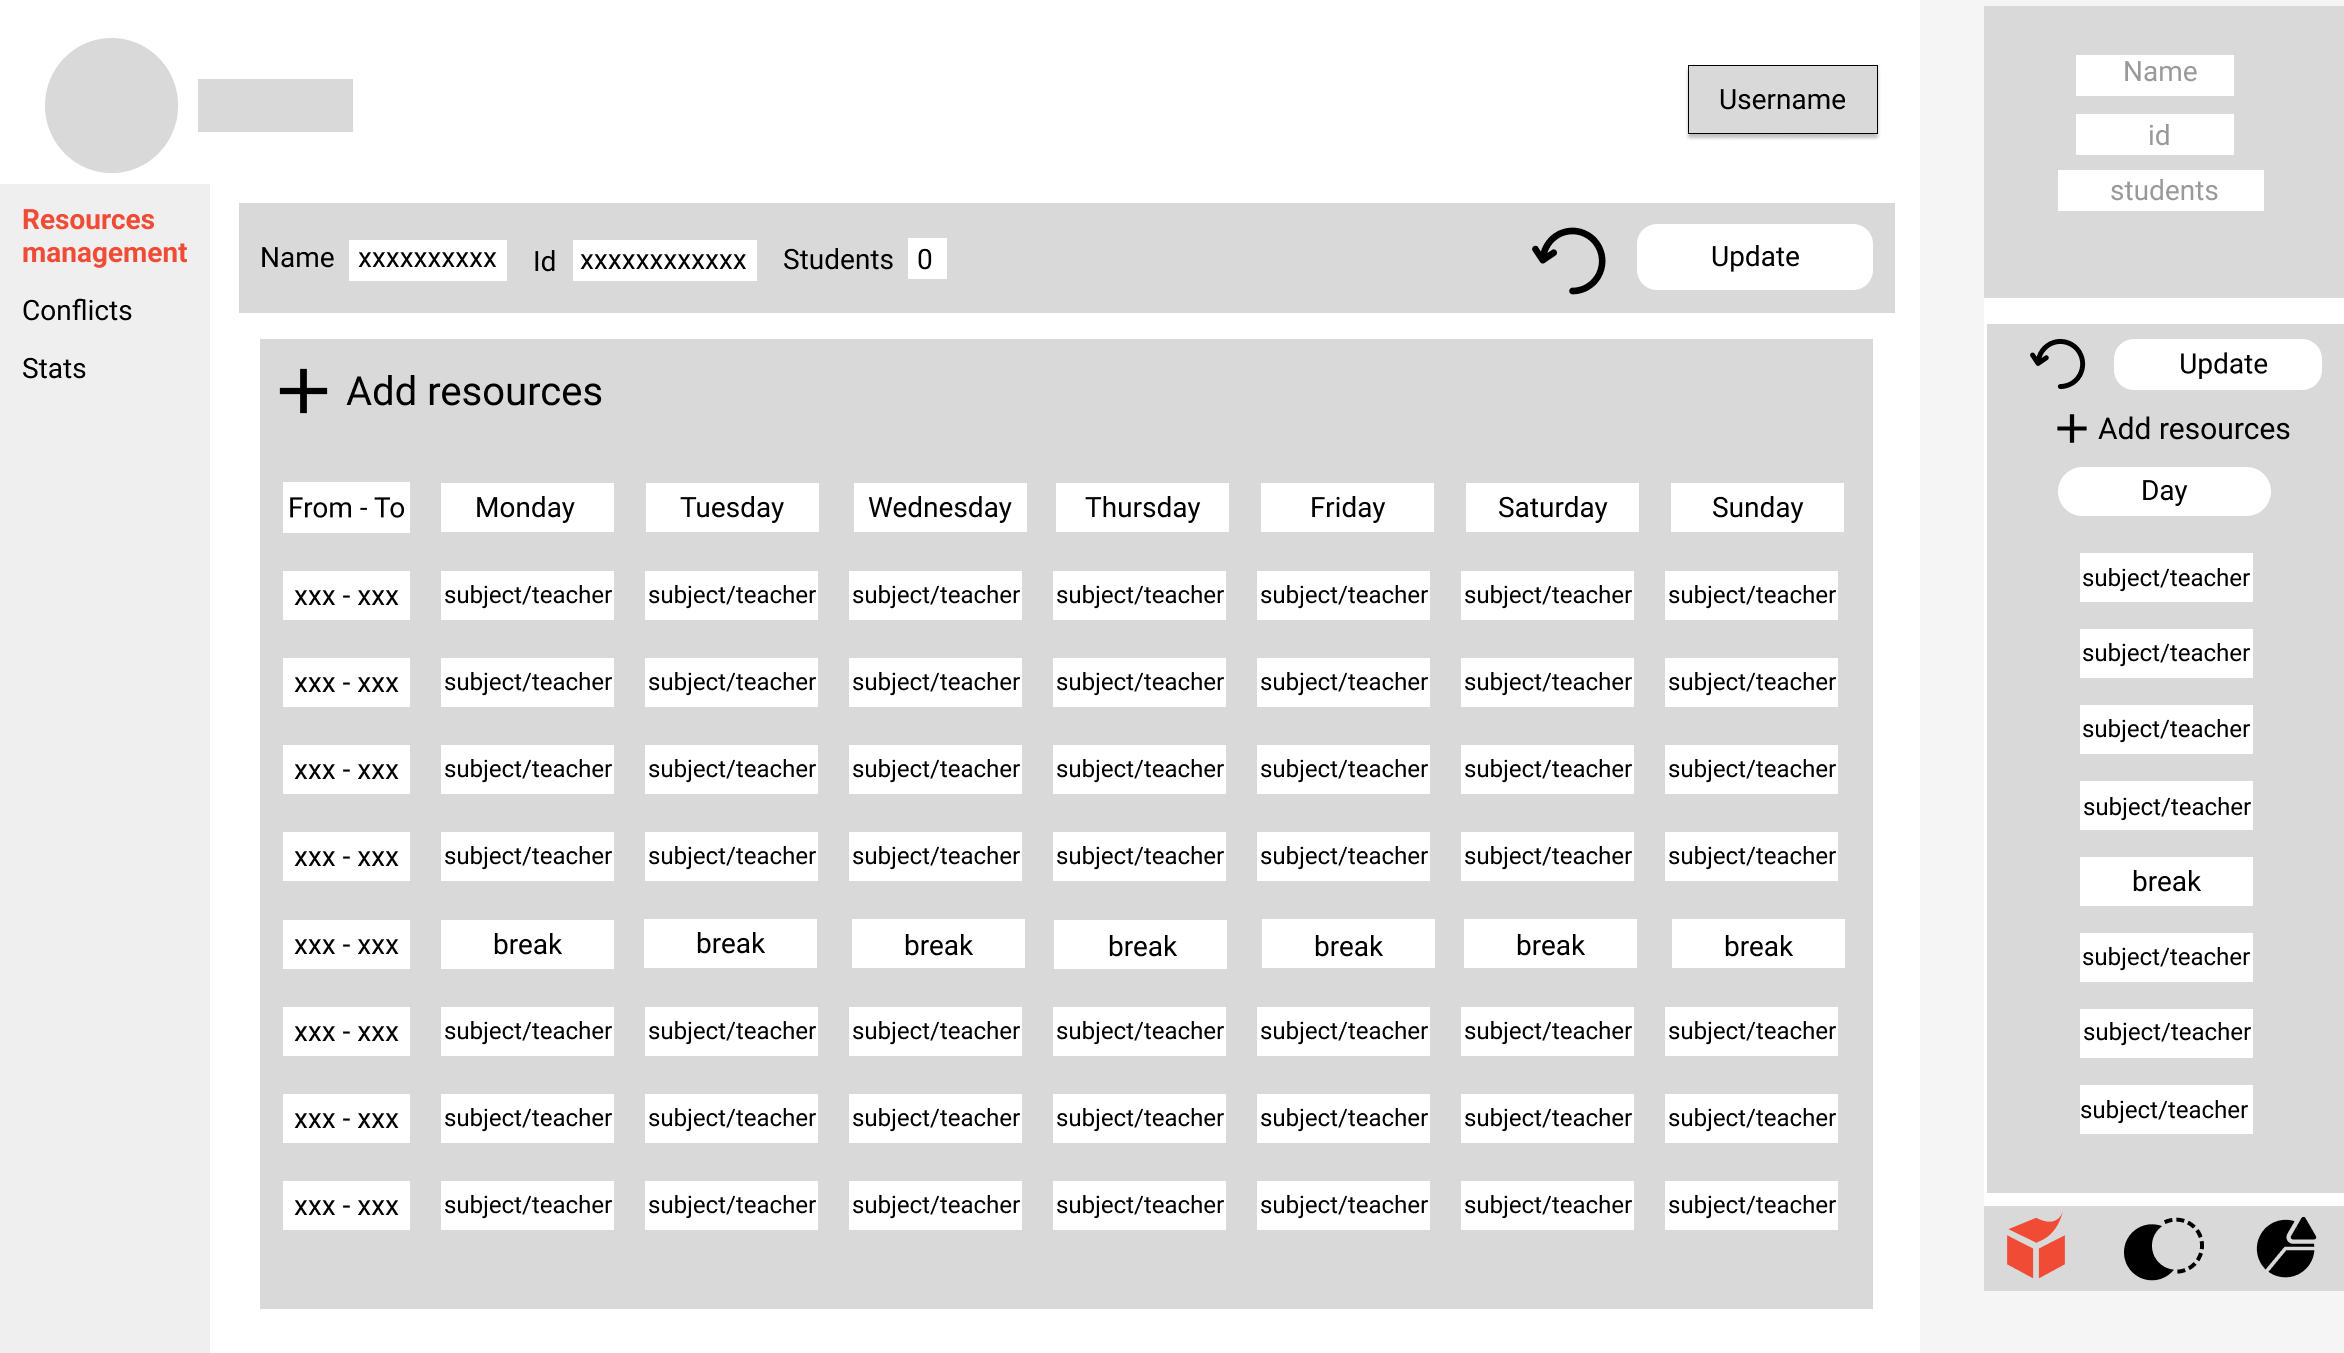 Username
Resources
management
Conflicts
Stats
Name xxxxxxxxxx Id xxxxxxxxxxxx Students 0 Update
Add resources
From - To Monday Tuesday Wednesday Thursday Friday Saturday Sunday
xxx - xxx subject/teacher subject/teacher subject/teacher subject/teacher subject/teacher subject/teacher subject/teacher
xxx - xxx subject/teacher subject/teacher subject/teacher subject/teacher subject/teacher subject/teacher subject/teacher
xxx - xxx subject/teacher subject/teacher subject/teacher subject/teacher subject/teacher subject/teacher subject/teacher
xxx - xxx subject/teacher subject/teacher subject/teacher subject/teacher subject/teacher subject/teacher subject/teacher
xxx - xxx break break break break break break break
xxx - xxx subject/teacher subject/teacher subject/teacher subject/teacher subject/teacher subject/teacher subject/teacher
xxx - xxx subject/teacher subject/teacher subject/teacher subject/teacher subject/teacher subject/teacher subject/teacher
xxx - xxx subject/teacher subject/teacher subject/teacher subject/teacher subject/teacher subject/teacher subject/teacher
Name
id
students
Update
Add resources
Day
subject/teacher
subject/teacher
subject/teacher
subject/teacher
break
subject/teacher
subject/teacher
subject/teacher